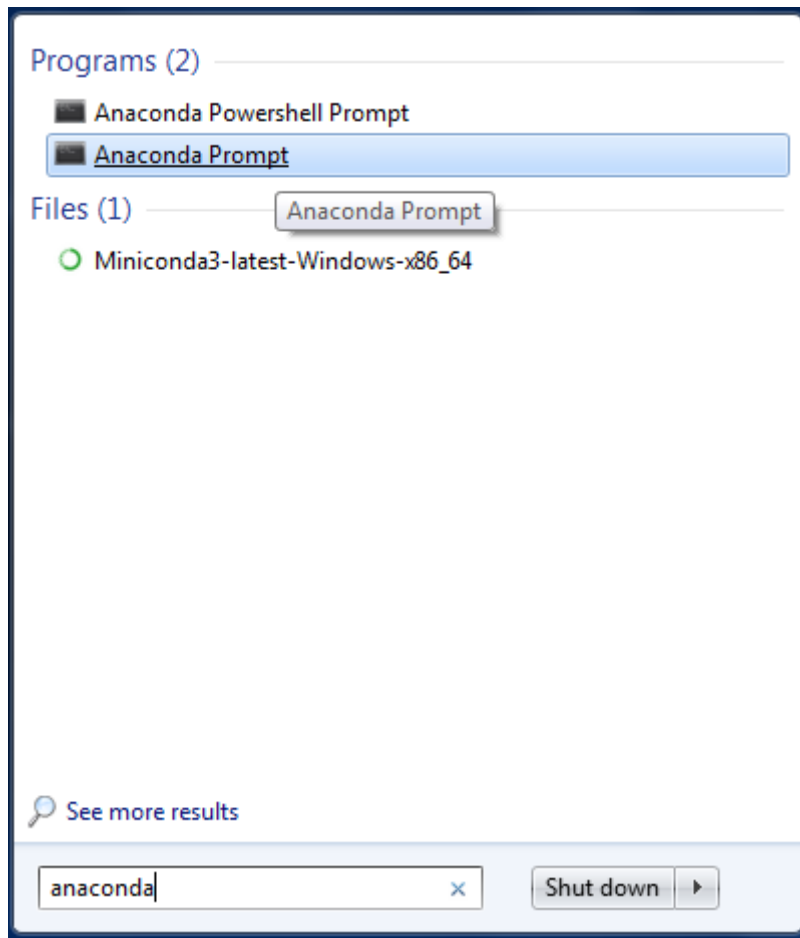 Programs (2)
Anaconda Powershell Prompt
Anaconda Prompt
Files (1)
Anaconda Prompt
Miniconda3-latest-Windows-x86_64
See more results
anaconda
Shut down